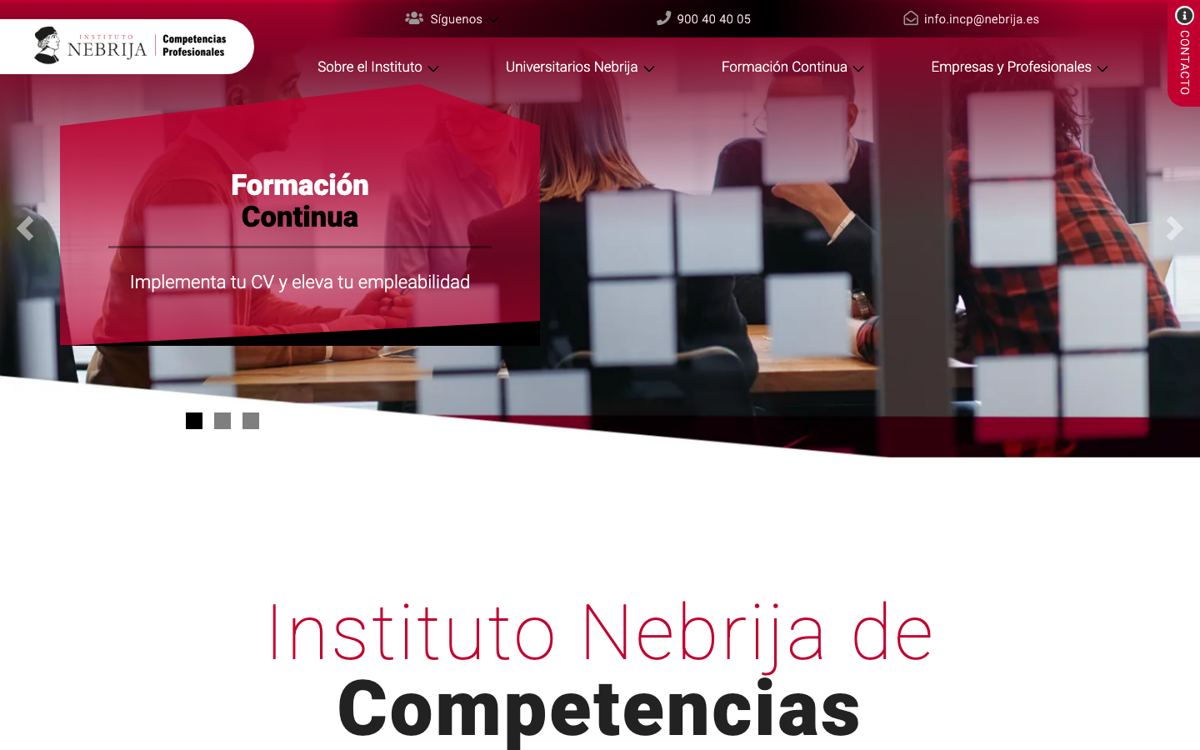 Síguenos
900 40 40 05
info.incp@nebrija.es
CONTACTO
INSTITUTO
NEBRIJA
Competencias
Profesionales
Sobre el Instituto
Universitarios Nebrija
Formación Continua
Empresas y Profesionales
Formación
Continua
Implementa tu CV y eleva tu empleabilidad
Instituto Nebrija de
Competencias